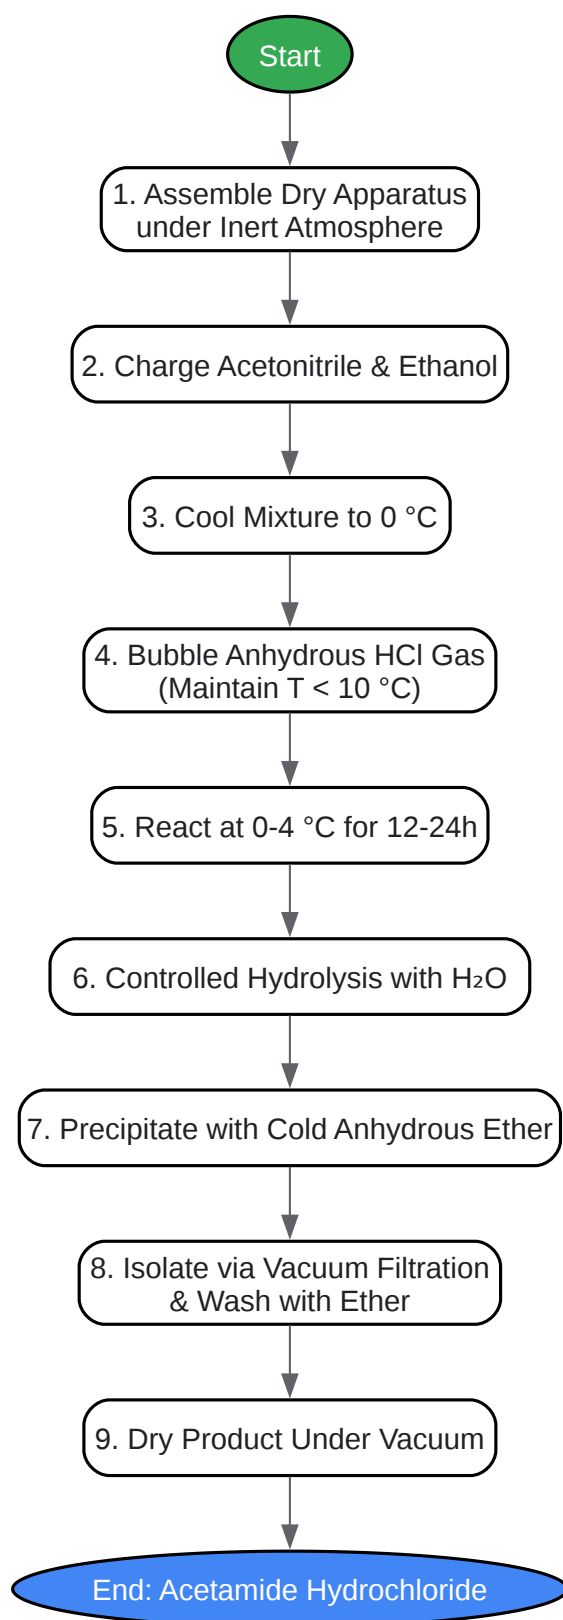 Start
1. Assemble Dry Apparatus
under Inert Atmosphere
2. Charge Acetonitrile & Ethanol
3. Cool Mixture to 0 °C
4. Bubble Anhydrous HCl Gas
(Maintain T < 10 °C)
5. React at 0-4 °C for 12-24h
6. Controlled Hydrolysis with H₂O
7. Precipitate with Cold Anhydrous Ether
8. Isolate via Vacuum Filtration
& Wash with Ether
9. Dry Product Under Vacuum
End: Acetamide Hydrochloride